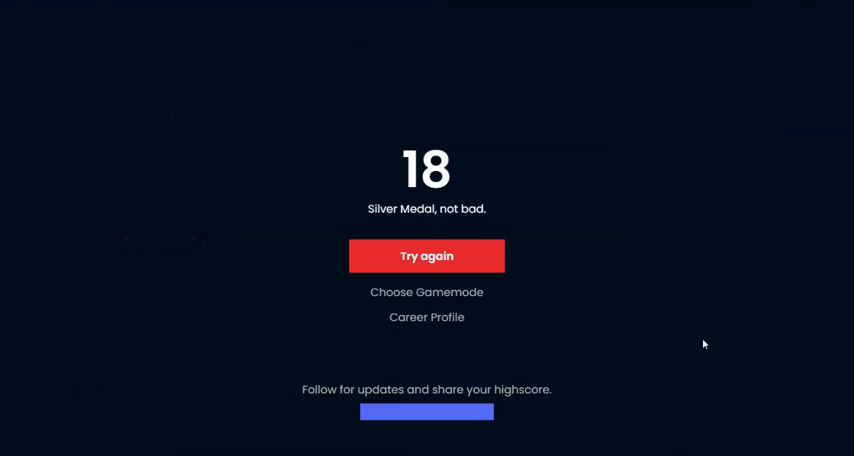 18
Silver Medal, not bad.
Try again
Choose Gamemode
Career Profile
Follow for updates and share your highscore.